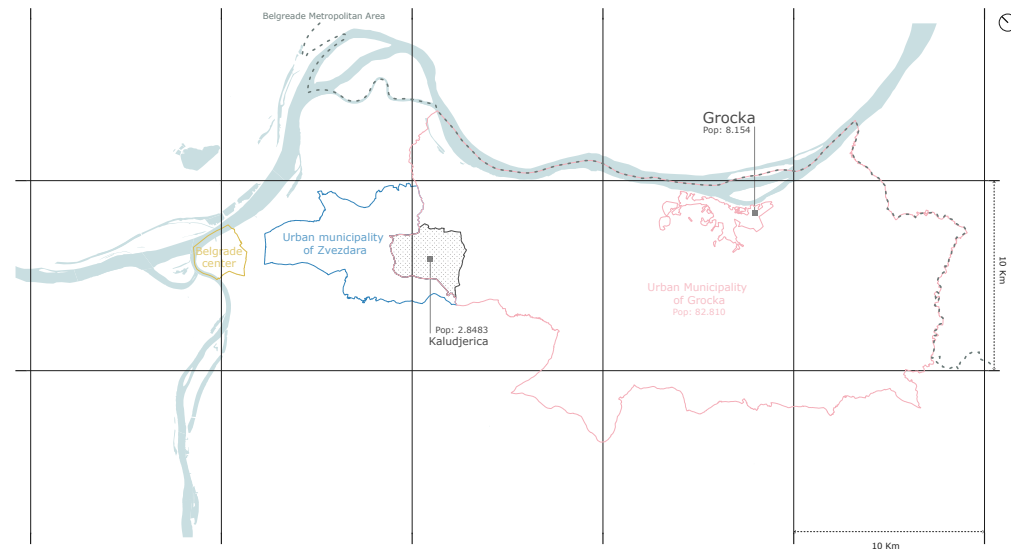 Belgreade Metropolitan Area
Grocka
Pop: 8.154
Urban municipality
of Zvezdara
Belgrade
center
10 Km
Urban Municipality
of Grocka
Pop: 82.810
Pop: 2.8483
Kaludjerica
10 Km